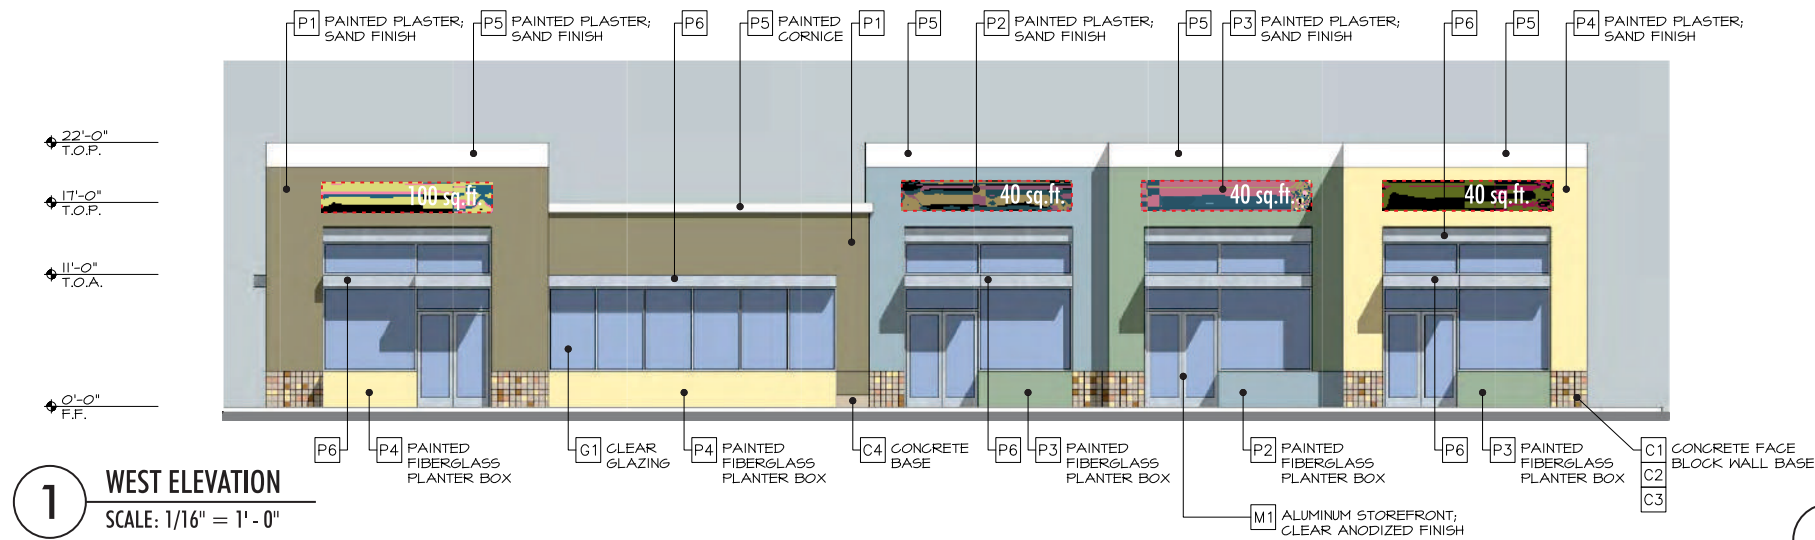 P1 PAINTED PLASTER;
SAND FINISH
P5 PAINTED PLASTER;
SAND FINISH
P6
P5 PAINTED
CORNICE
P1
P5
P2 PAINTED PLASTER;
SAND FINISH
P5
P3 PAINTED PLASTER;
SAND FINISH
P6
P5
P4 PAINTED PLASTER;
SAND FINISH
22'-0"
T.O.P.
17'-0"
T.O.P.
11'-0"
T.O.A.
0'-0"
F.F.
100 sq.ft.
40 sq.ft.
40 sq.ft.
40 sq.ft.
P6
P4 PAINTED
FIBERGLASS
PLANTER BOX
G1 CLEAR
GLAZING
P4 PAINTED
FIBERGLASS
PLANTER BOX
C4 CONCRETE
BASE
P6
P3 PAINTED
FIBERGLASS
PLANTER BOX
P2 PAINTED
FIBERGLASS
PLANTER BOX
P6
P3 PAINTED
FIBERGLASS
PLANTER BOX
C1 CONCRETE FACE
BLOCK WALL BASE
C2
C3
M1 ALUMINUM STOREFRONT;
CLEAR ANODIZED FINISH
1
WEST ELEVATION
SCALE: 1/16" = 1' - 0"